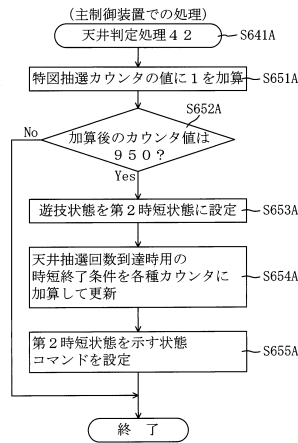 (主制御装置での処理)
天井判定処理42
S641A
特図抽選カウンタの値に1を加算
S651A
S652A
No
加算後のカウンタ値は
950?
Yes
遊技状態を第2時短状態に設定
S653A
天井抽選回数到達時用の
時短終了条件を各種カウンタに
加算して更新
S654A
第2時短状態を示す状態
コマンドを設定
S655A
終 了